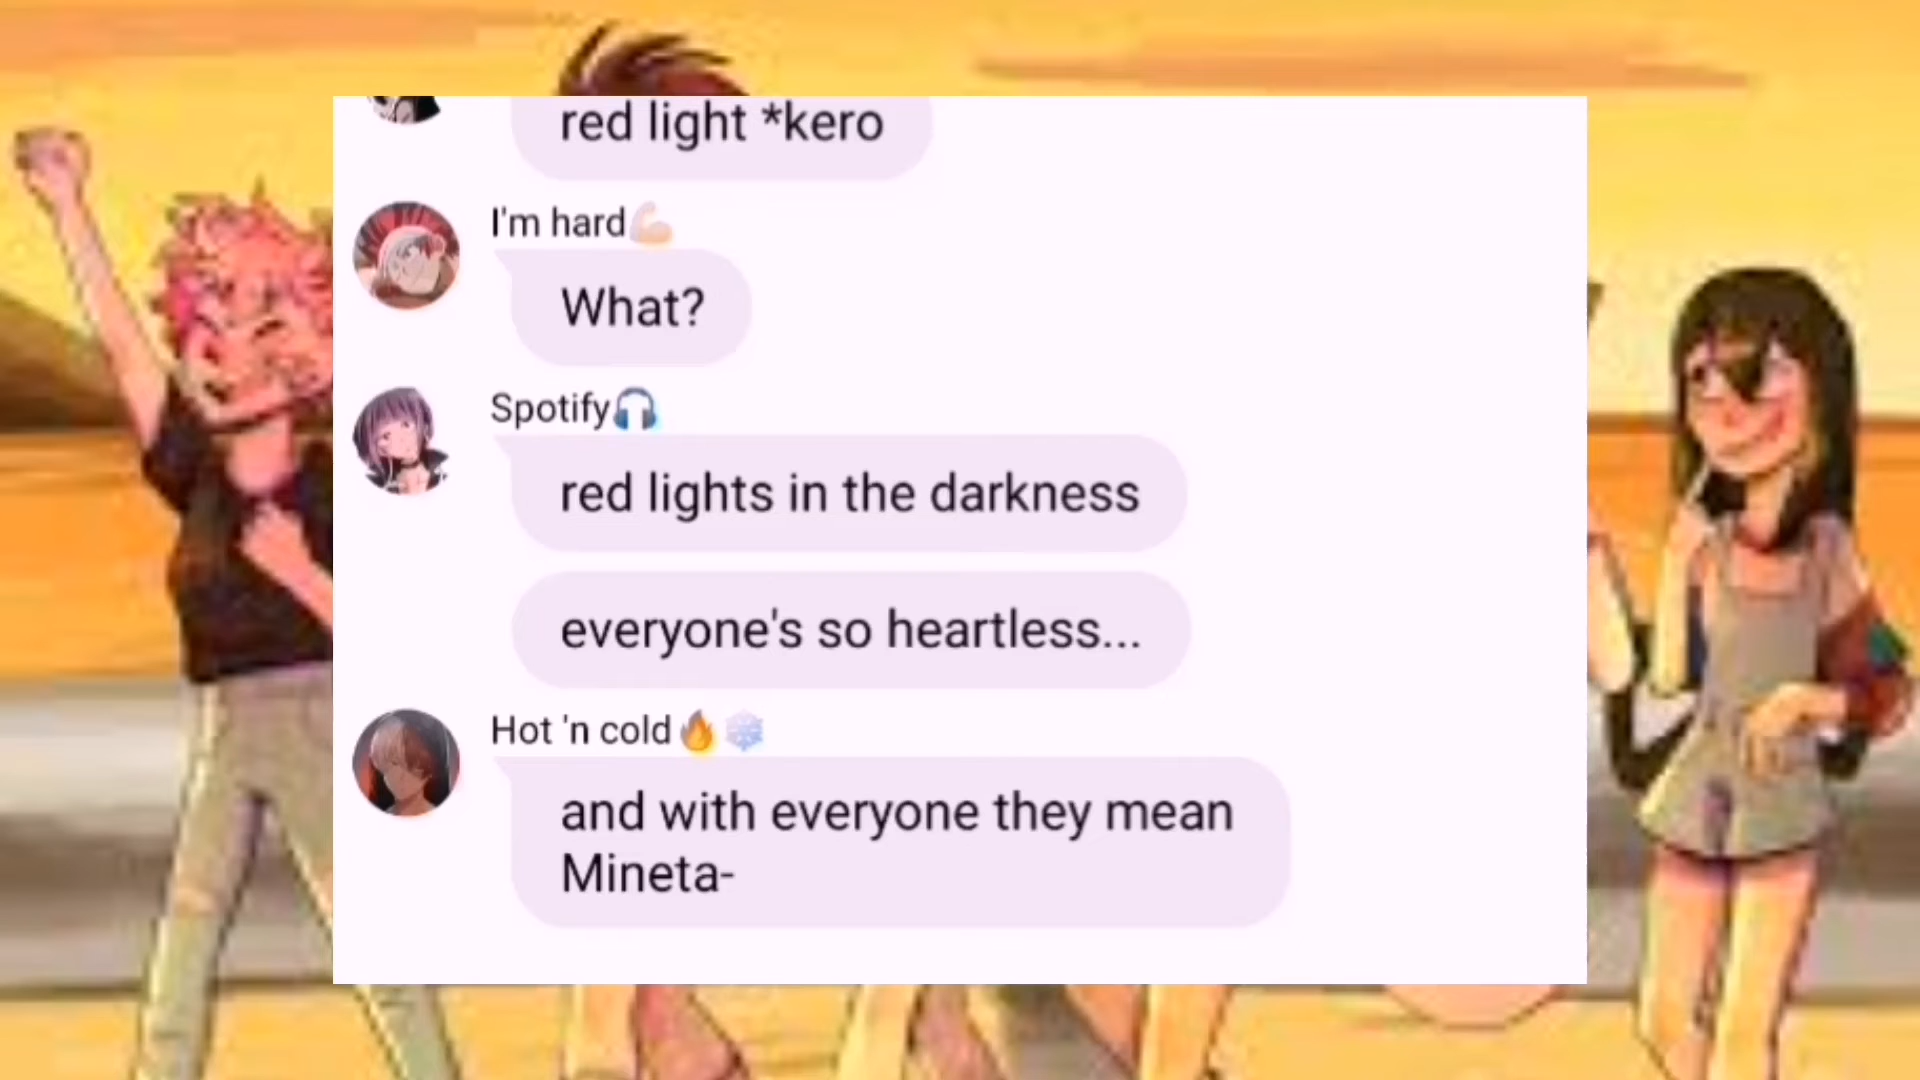 red light *kero
I'm hard💪🏻
What?
Spotify🎧
red lights in the darkness
everyone's so heartless...
Hot 'n cold🔥❄️
and with everyone they mean
Mineta-